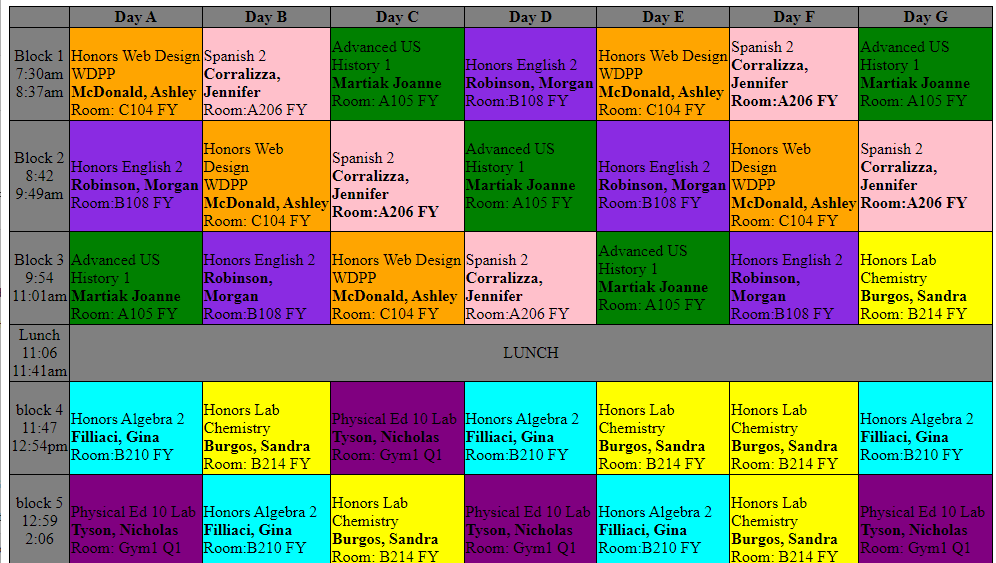 Day A Day B Day C Day D Day E Day F Day G
Block 1
7:30am
8:37am
Honors Web Design
WDPP
McDonald, Ashley
Room: C104 FY
Spanish 2
Corralizza,
Jennifer
Room:A206 FY
Advanced US
History 1
Martiak Joanne
Room: A105 FY
Honors English 2
Robinson, Morgan
Room:B108 FY
Honors Web Design
WDPP
McDonald, Ashley
Room: C104 FY
Spanish 2
Corralizza,
Jennifer
Room:A206 FY
Advanced US
History 1
Martiak Joanne
Room: A105 FY
Block 2
8:42
9:49am
Honors English 2
Robinson, Morgan
Room:B108 FY
Honors Web
Design
WDPP
McDonald, Ashley
Room: C104 FY
Spanish 2
Corralizza,
Jennifer
Room:A206 FY
Advanced US
History 1
Martiak Joanne
Room: A105 FY
Honors English 2
Robinson, Morgan
Room:B108 FY
Honors Web
Design
WDPP
McDonald, Ashley
Room: C104 FY
Spanish 2
Corralizza,
Jennifer
Room:A206 FY
Block 3
9:54
11:01am
Advanced US
History 1
Martiak Joanne
Room: A105 FY
Honors English 2
Robinson,
Morgan
Room:B108 FY
Honors Web Design
WDPP
McDonald, Ashley
Room: C104 FY
Spanish 2
Corralizza,
Jennifer
Room:A206 FY
Advanced US
History 1
Martiak Joanne
Room: A105 FY
Honors English 2
Robinson,
Morgan
Room:B108 FY
Honors Lab
Chemistry
Burgos, Sandra
Room: B214 FY
Lunch
11:06
11:41am
LUNCH
block 4
11:47
12:54pm
Honors Algebra 2
Filliaci, Gina
Room:B210 FY
Honors Lab
Chemistry
Burgos, Sandra
Room: B214 FY
Physical Ed 10 Lab
Tyson, Nicholas
Room: Gym1 Q1
Honors Algebra 2
Filliaci, Gina
Room:B210 FY
Honors Lab
Chemistry
Burgos, Sandra
Room: B214 FY
Honors Lab
Chemistry
Burgos, Sandra
Room: B214 FY
Honors Algebra 2
Filliaci, Gina
Room:B210 FY
block 5
12:59
2:06
Physical Ed 10 Lab
Tyson, Nicholas
Room: Gym1 Q1
Honors Algebra 2
Filliaci, Gina
Room:B210 FY
Honors Lab
Chemistry
Burgos, Sandra
Room: B214 FY
Physical Ed 10 Lab
Tyson, Nicholas
Room: Gym1 Q1
Honors Algebra 2
Filliaci, Gina
Room:B210 FY
Honors Lab
Chemistry
Burgos, Sandra
Room: B214 FY
Physical Ed 10 Lab
Tyson, Nicholas
Room: Gym1 Q1